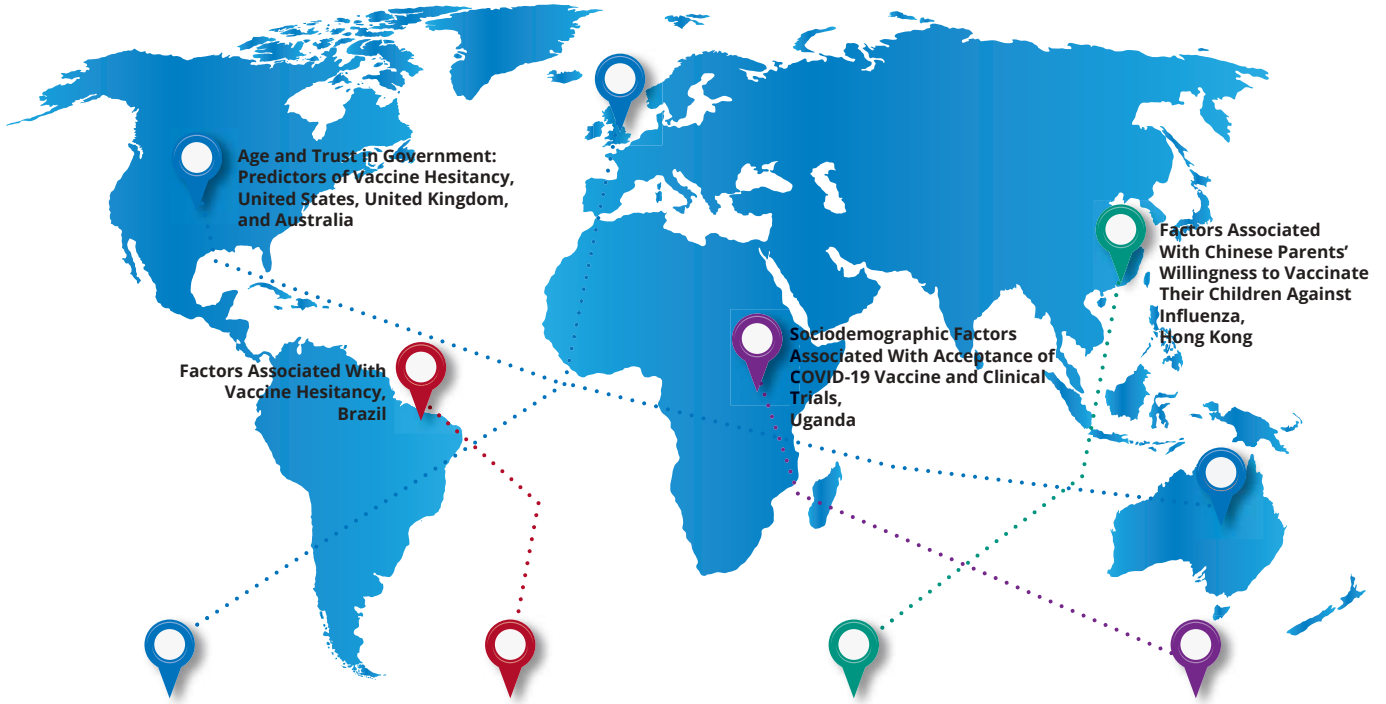 Age and Trust in Government:
Predictors of Vaccine Hesitancy,
United States, United Kingdom,
and Australia
Factors Associated
With Chinese Parents’
Willingness to Vaccinate
Their Children Against
Influenza,
Hong Kong
Sociodemographic Factors
Associated With Acceptance of
COVID-19 Vaccine and Clinical
Trials,
Uganda
Factors Associated With
Vaccine Hesitancy,
Brazil